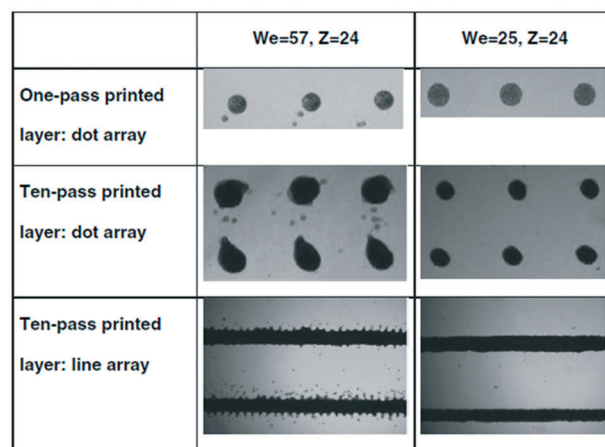 We=57, Z=24
We=25, Z=24
One-pass printed
layer: dot array
Ten-pass printed
layer: dot array
Ten-pass printed
layer: line array